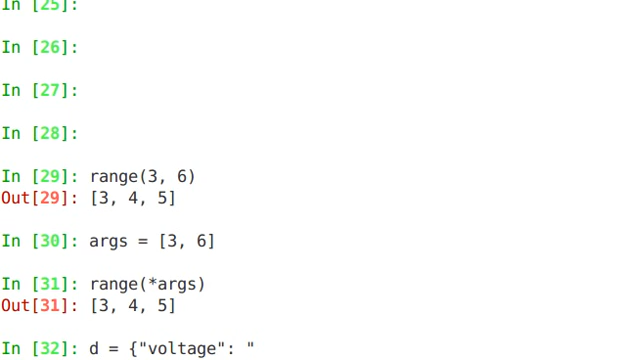 In [25]:
In [26]:
In [27]:
In [28]:
In [29]: range(3, 6)
Out[29]: [3, 4, 5]
In [30]: args = [3, 6]
In [31]: range(*args)
Out[31]: [3, 4, 5]
In [32]: d = {"voltage": "